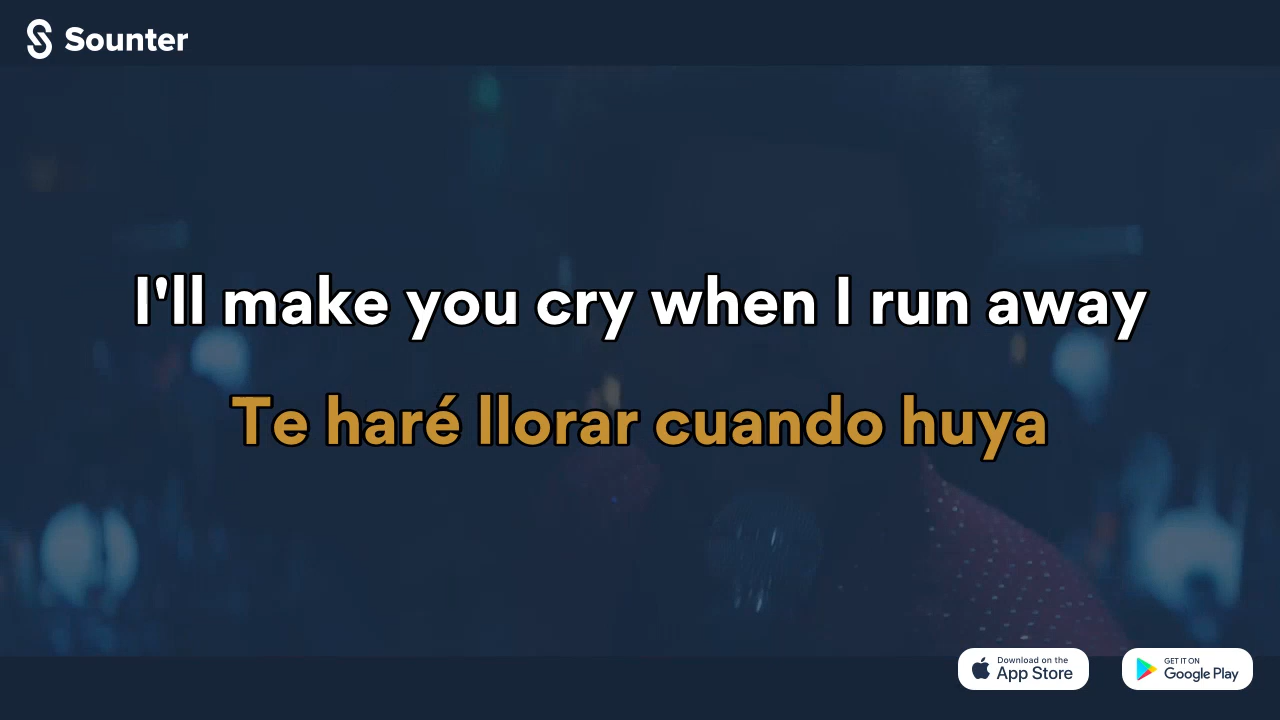 Sounter
I'll make you cry when I run away
Te haré llorar cuando huya
Download on the
App Store
GET IT ON
Google Play